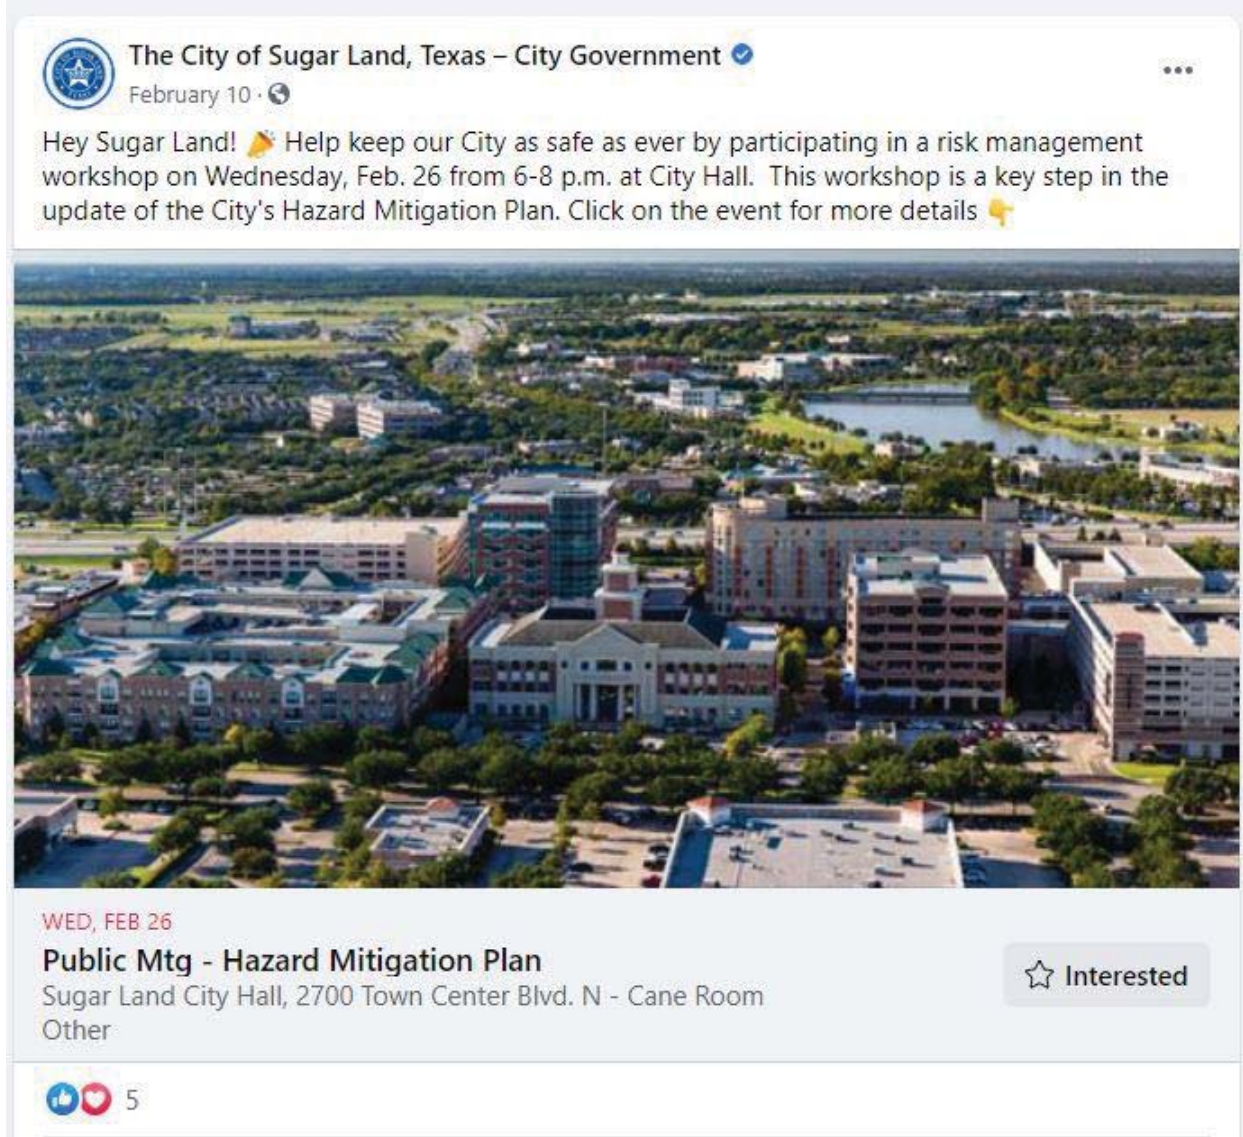 The City of Sugar Land, Texas – City Government
February 10 ·
Hey Sugar Land! 🎉 Help keep our City as safe as ever by participating in a risk management
workshop on Wednesday, Feb. 26 from 6-8 p.m. at City Hall.  This workshop is a key step in the
update of the City's Hazard Mitigation Plan. Click on the event for more details 👇
WED, FEB 26
Public Mtg - Hazard Mitigation Plan
Interested
Sugar Land City Hall, 2700 Town Center Blvd. N - Cane Room
Other
5